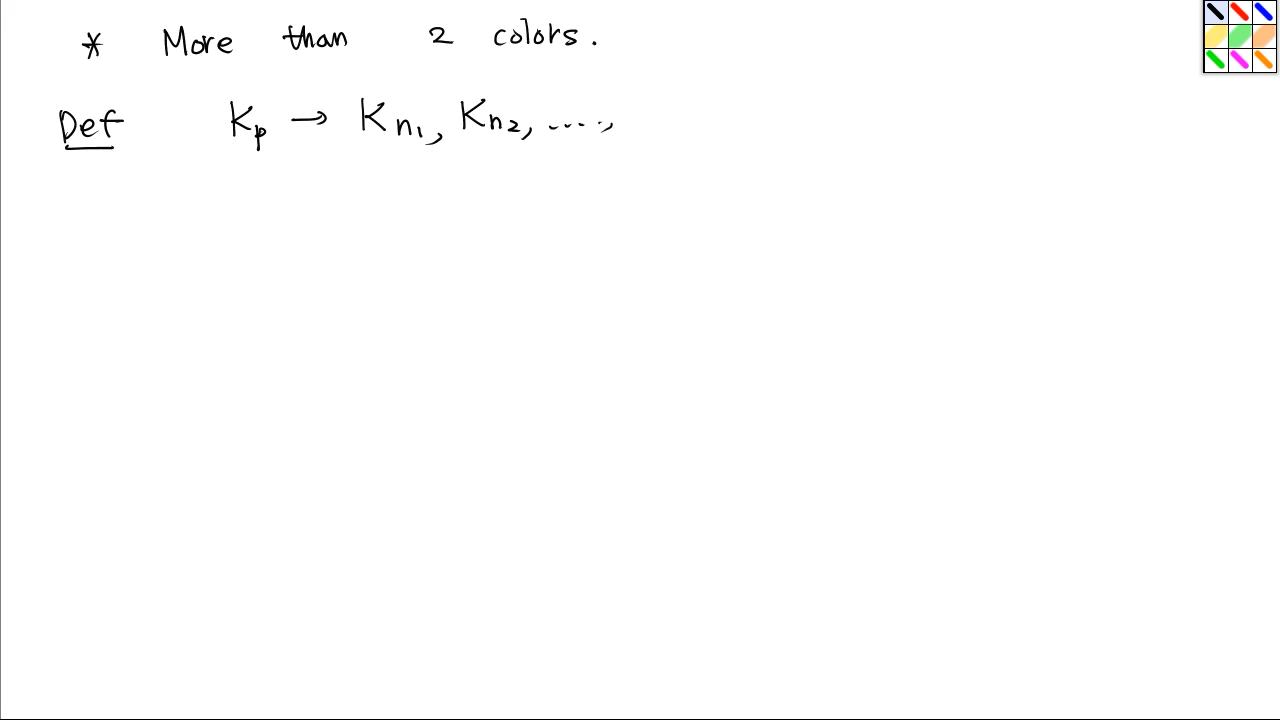 * More than 2 colors.
Def K_p → K_{n_1}, K_{n_2}, ....,